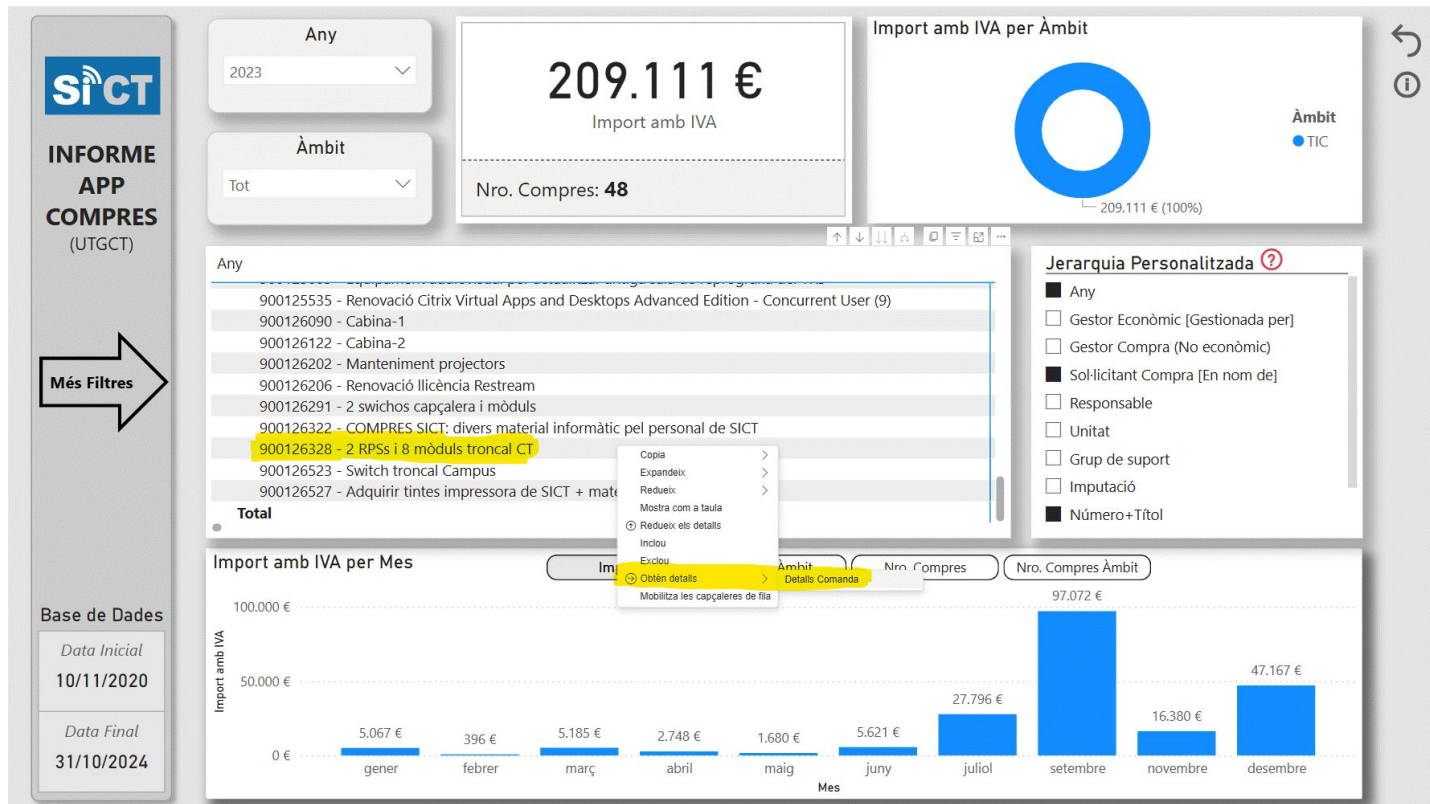 SiCT
INFORME
APP
COMPRES
(UTGCT)
Més Filtres
Base de Dades
Data Inicial
10/11/2020
Data Final
31/10/2024
Any
2023
Àmbit
Tot
209.111 €
Import amb IVA
Nro. Compres: 48
Import amb IVA per Àmbit
Àmbit
TIC
209.111 € (100%)
Any
900125535 - Renovació Citrix Virtual Apps and Desktops Advanced Edition - Concurrent User (9)
900126090 - Cabina-1
900126122 - Cabina-2
900126202 - Manteniment projectors
900126206 - Renovació llicència Restream
900126291 - 2 swichos capçalera i mòduls
900126322 - COMPRES SICT: divers material informàtic pel personal de SICT
900126328 - 2 RPSs i 8 mòduls troncal CT
900126523 - Switch troncal Campus
900126527 - Adquirir tintes impressora de SICT + mate
Total
Copia
Expandeix
Redueix
Mostra com a taula
Redueix els detalls
Inclou
Exclou
Obtén detalls
Detalls Comanda
Mobilitza les capçaleres de fila
Jerarquia Personalitzada ?
Any
Gestor Econòmic [Gestionada per]
Gestor Compra (No econòmic)
Sol·licitant Compra [En nom de]
Responsable
Unitat
Grup de suport
Imputació
Número+Títol
Import amb IVA per Mes
Im
Àmbit
Nro. Compres
Nro. Compres Àmbit
Import amb IVA
100.000 €
50.000 €
0 €
5.067 €
396 €
5.185 €
2.748 €
1.680 €
5.621 €
27.796 €
97.072 €
16.380 €
47.167 €
gener
febrer
març
abril
maig
juny
juliol
setembre
novembre
desembre
Mes